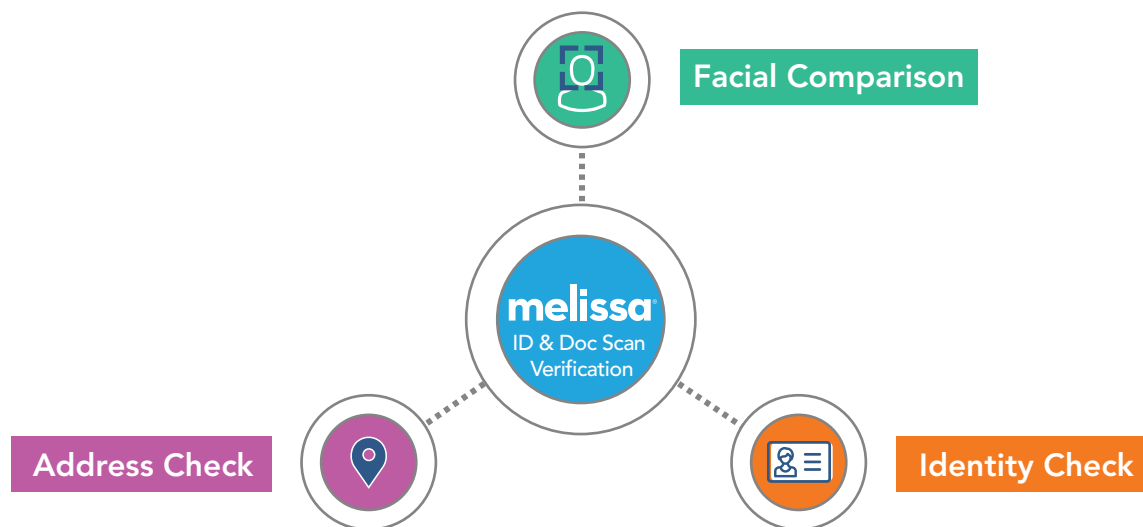 Facial Comparison
melissa
ID & Doc Scan
Verification
Address Check
Identity Check